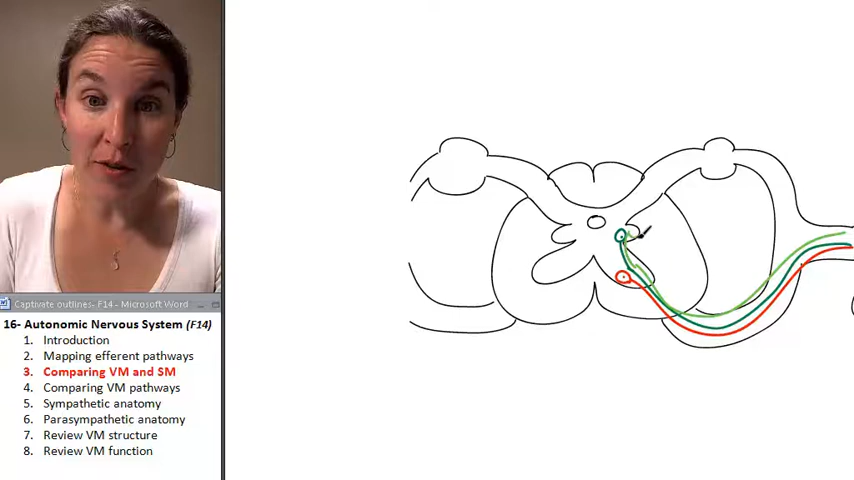 Captivate outlines- F14 - Microsoft Word
16- Autonomic Nervous System (F14)
1. Introduction
2. Mapping efferent pathways
3. Comparing VM and SM
4. Comparing VM pathways
5. Sympathetic anatomy
6. Parasympathetic anatomy
7. Review VM structure
8. Review VM function